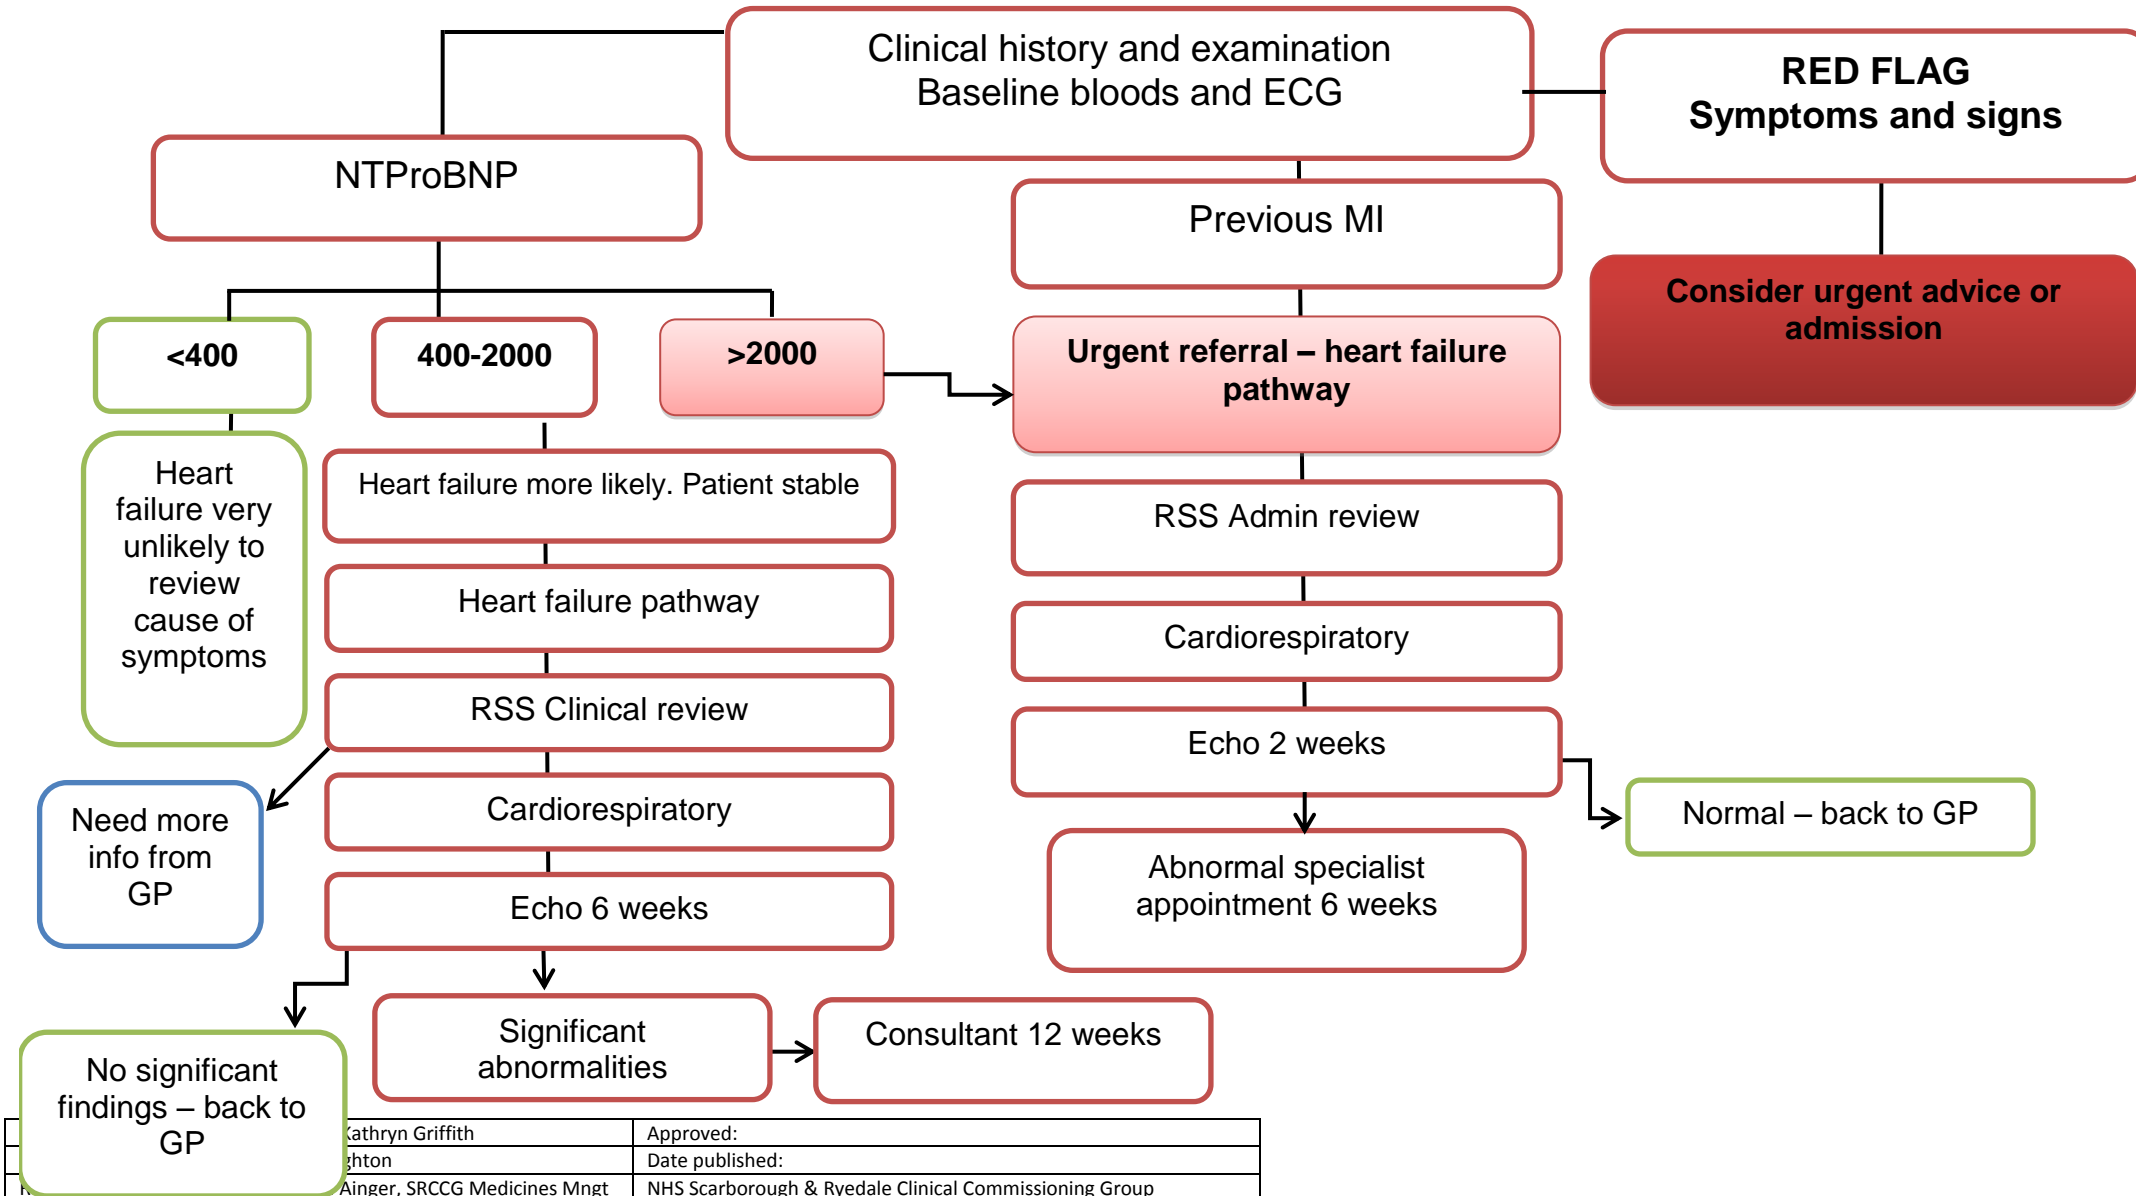 Clinical history and examination
Baseline bloods and ECG
RED FLAG
Symptoms and signs
NTProBNP
Previous MI
Consider urgent advice or
admission
<400
400-2000
>2000
Urgent referral – heart failure
pathway
Heart
failure very
unlikely to
review
cause of
symptoms
Heart failure more likely. Patient stable
RSS Admin review
Heart failure pathway
Cardiorespiratory
RSS Clinical review
Echo 2 weeks
Need more
info from
GP
Cardiorespiratory
Normal – back to GP
Abnormal specialist
appointment 6 weeks
Echo 6 weeks
Significant
abnormalities
Consultant 12 weeks
No significant
findings – back to
GP
Kathryn Griffith
Approved:
Date published:
Ainger, SRCCG Medicines Mngt
NHS Scarborough & Ryedale Clinical Commissioning Group